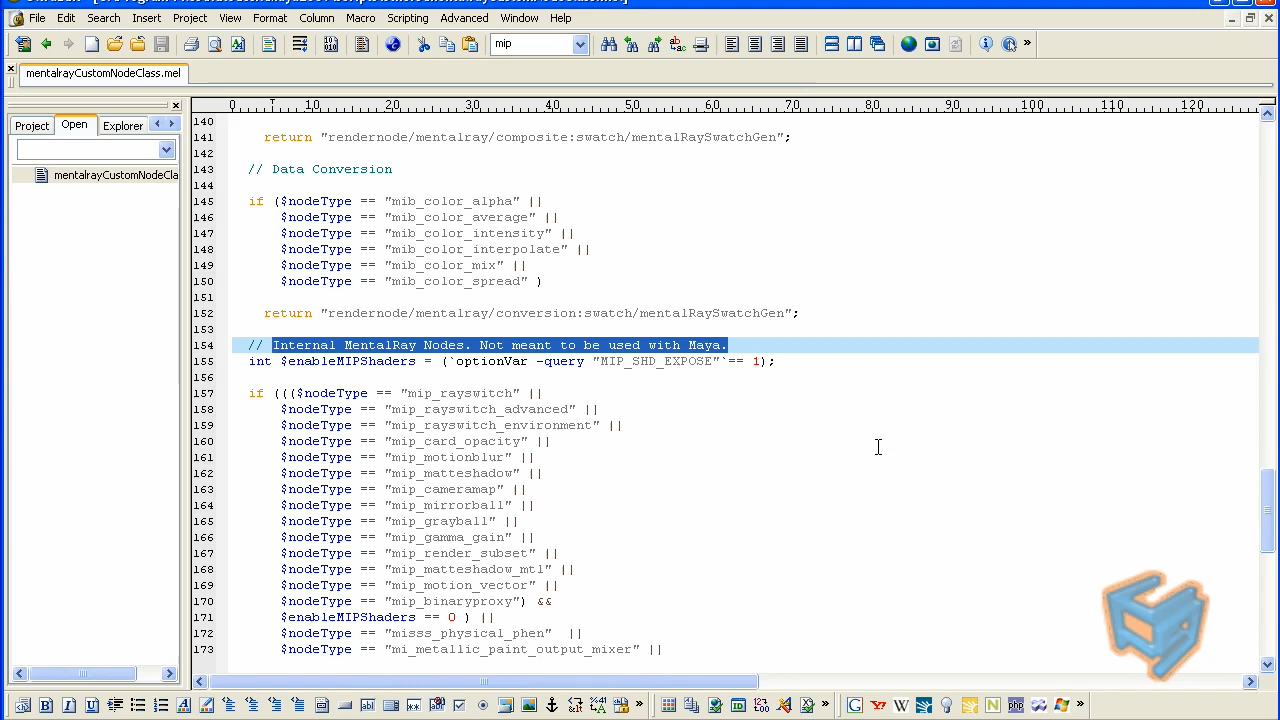 File Edit Search Insert Project View Format Column Macro Scripting Advanced Window Help
mip
mentalrayCustomNodeClass.mel
0 10 20 30 40 50 60 70 80 90 100 110 120
Project Open Explorer
mentalrayCustomNodeCla
140
141 return "rendernode/mentalray/composite:swatch/mentalRaySwatchGen";
142
143 // Data Conversion
144
145 if ($nodeType == "mib_color_alpha" ||
146 $nodeType == "mib_color_average" ||
147 $nodeType == "mib_color_intensity" ||
148 $nodeType == "mib_color_interpolate" ||
149 $nodeType == "mib_color_mix" ||
150 $nodeType == "mib_color_spread" )
151
152 return "rendernode/mentalray/conversion:swatch/mentalRaySwatchGen";
153
154 // Internal MentalRay Nodes. Not meant to be used with Maya.
155 int $enableMIPShaders = (`optionVar -query "MIP_SHD_EXPOSE"`== 1);
156
157 if ((($nodeType == "mip_rayswitch" ||
158 $nodeType == "mip_rayswitch_advanced" ||
159 $nodeType == "mip_rayswitch_environment" ||
160 $nodeType == "mip_card_opacity" ||
161 $nodeType == "mip_motionblur" ||
162 $nodeType == "mip_matteshadow" ||
163 $nodeType == "mip_cameramap" ||
164 $nodeType == "mip_mirrorball" ||
165 $nodeType == "mip_grayball" ||
166 $nodeType == "mip_gamma_gain" ||
167 $nodeType == "mip_render_subset" ||
168 $nodeType == "mip_matteshadow_mtl" ||
169 $nodeType == "mip_motion_vector" ||
170 $nodeType == "mip_binaryproxy") &&
171 $enableMIPShaders == 0 ) ||
172 $nodeType == "misss_physical_phen" ||
173 $nodeType == "mi_metallic_paint_output_mixer" ||